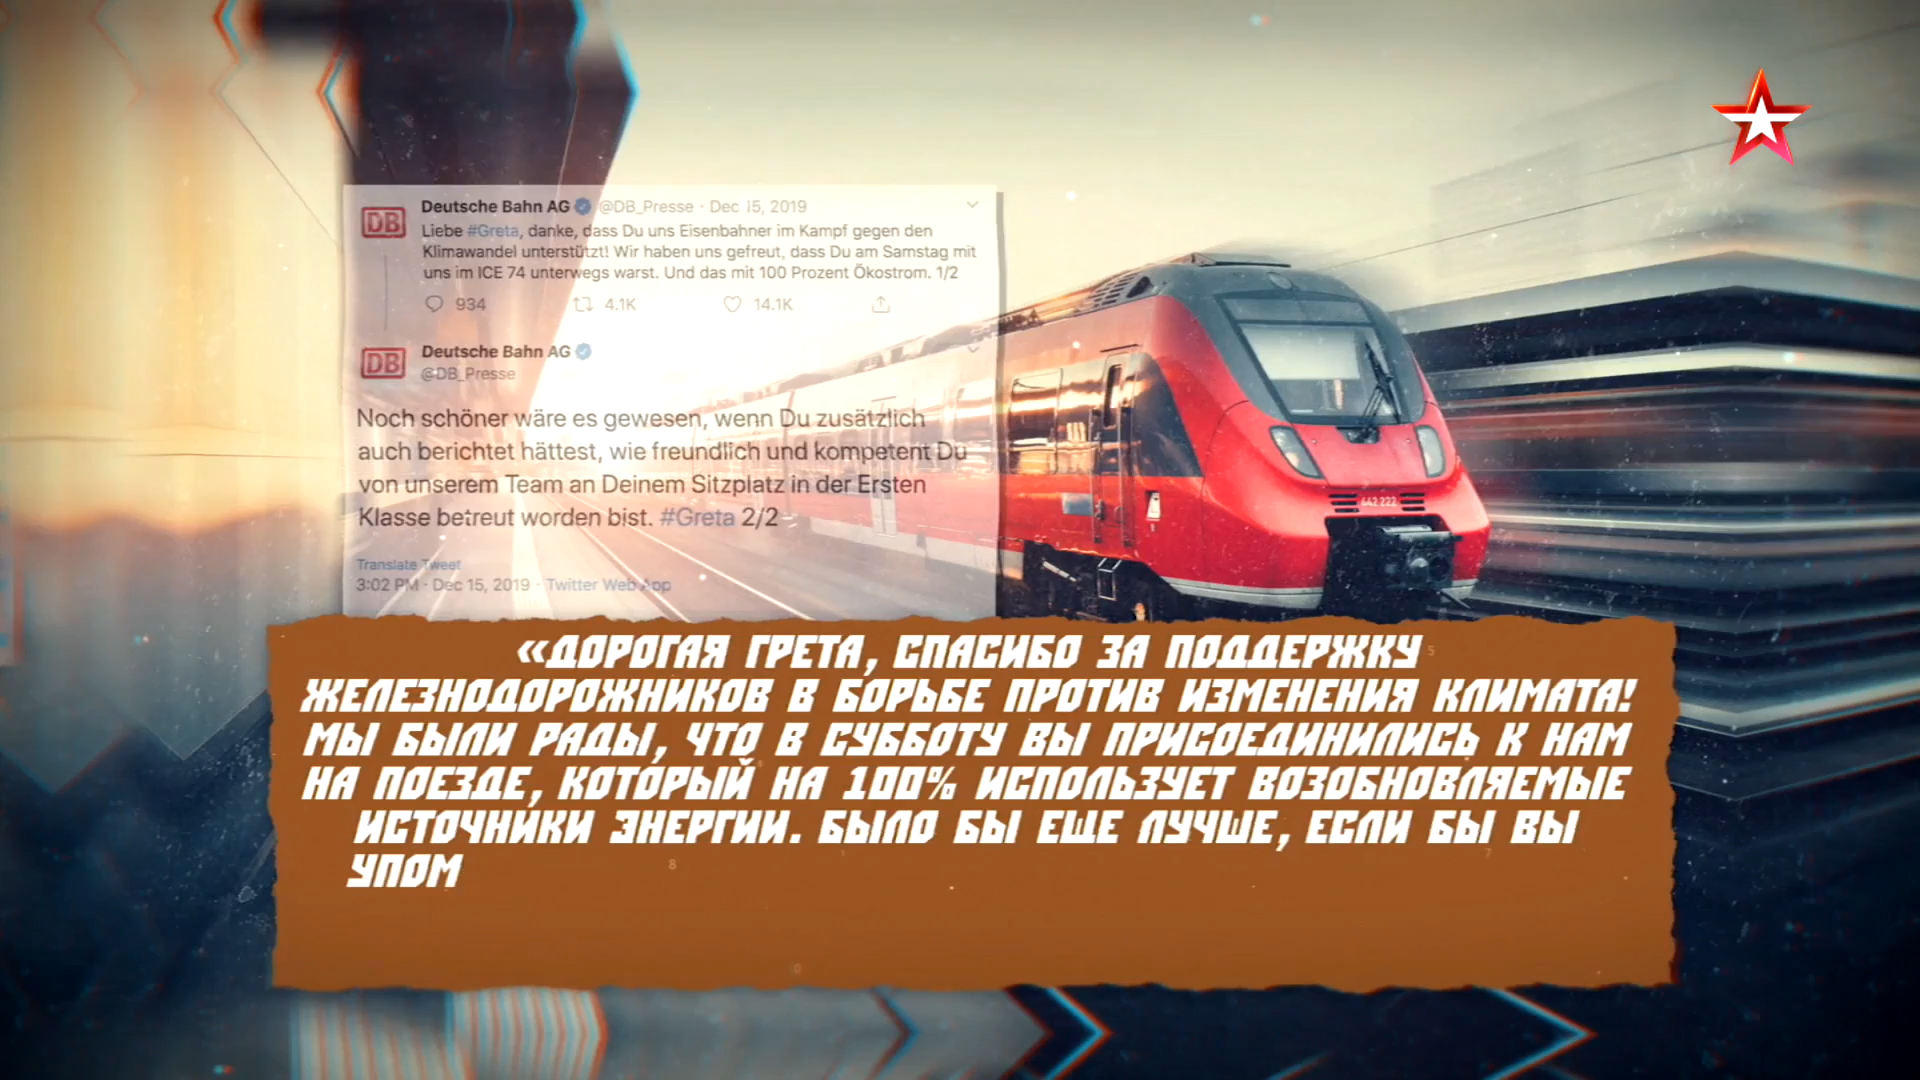 Deutsche Bahn AG @DB_Presse · Dec 15, 2019
DB
Liebe #Greta, danke, dass Du uns Eisenbahner im Kampf gegen den
Klimawandel unterstützt! Wir haben uns gefreut, dass Du am Samstag mit
uns im ICE 74 unterwegs warst. Und das mit 100 Prozent Ökostrom. 1/2
934 4.1K 14.1K
Deutsche Bahn AG
DB
@DB_Presse
Noch schöner wäre es gewesen, wenn Du zusätzlich
auch berichtet hättest, wie freundlich und kompetent Du
von unserem Team an Deinem Sitzplatz in der Ersten
Klasse betreut worden bist. #Greta 2/2
Translate Tweet
3:02 PM · Dec 15, 2019 · Twitter Web App
442 222
«ДОРОГАЯ ГРЕТА, СПАСИБО ЗА ПОДДЕРЖКУ
ЖЕЛЕЗНОДОРОЖНИКОВ В БОРЬБЕ ПРОТИВ ИЗМЕНЕНИЯ КЛИМАТА!
МЫ БЫЛИ РАДЫ, ЧТО В СУББОТУ ВЫ ПРИСОЕДИНИЛИСЬ К НАМ
НА ПОЕЗДЕ, КОТОРЫЙ НА 100% ИСПОЛЬЗУЕТ ВОЗОБНОВЛЯЕМЫЕ
ИСТОЧНИКИ ЭНЕРГИИ. БЫЛО БЫ ЕЩЕ ЛУЧШЕ, ЕСЛИ БЫ ВЫ
УПОМ